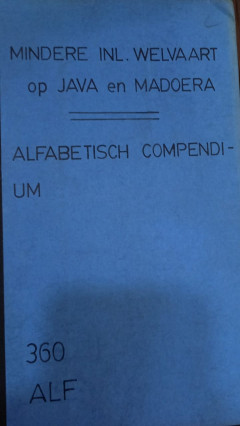 MINDERE INL. WELVAART
op JAVA en MADOERA
ALFABETISCH COMPENDI-
UM
360
ALF